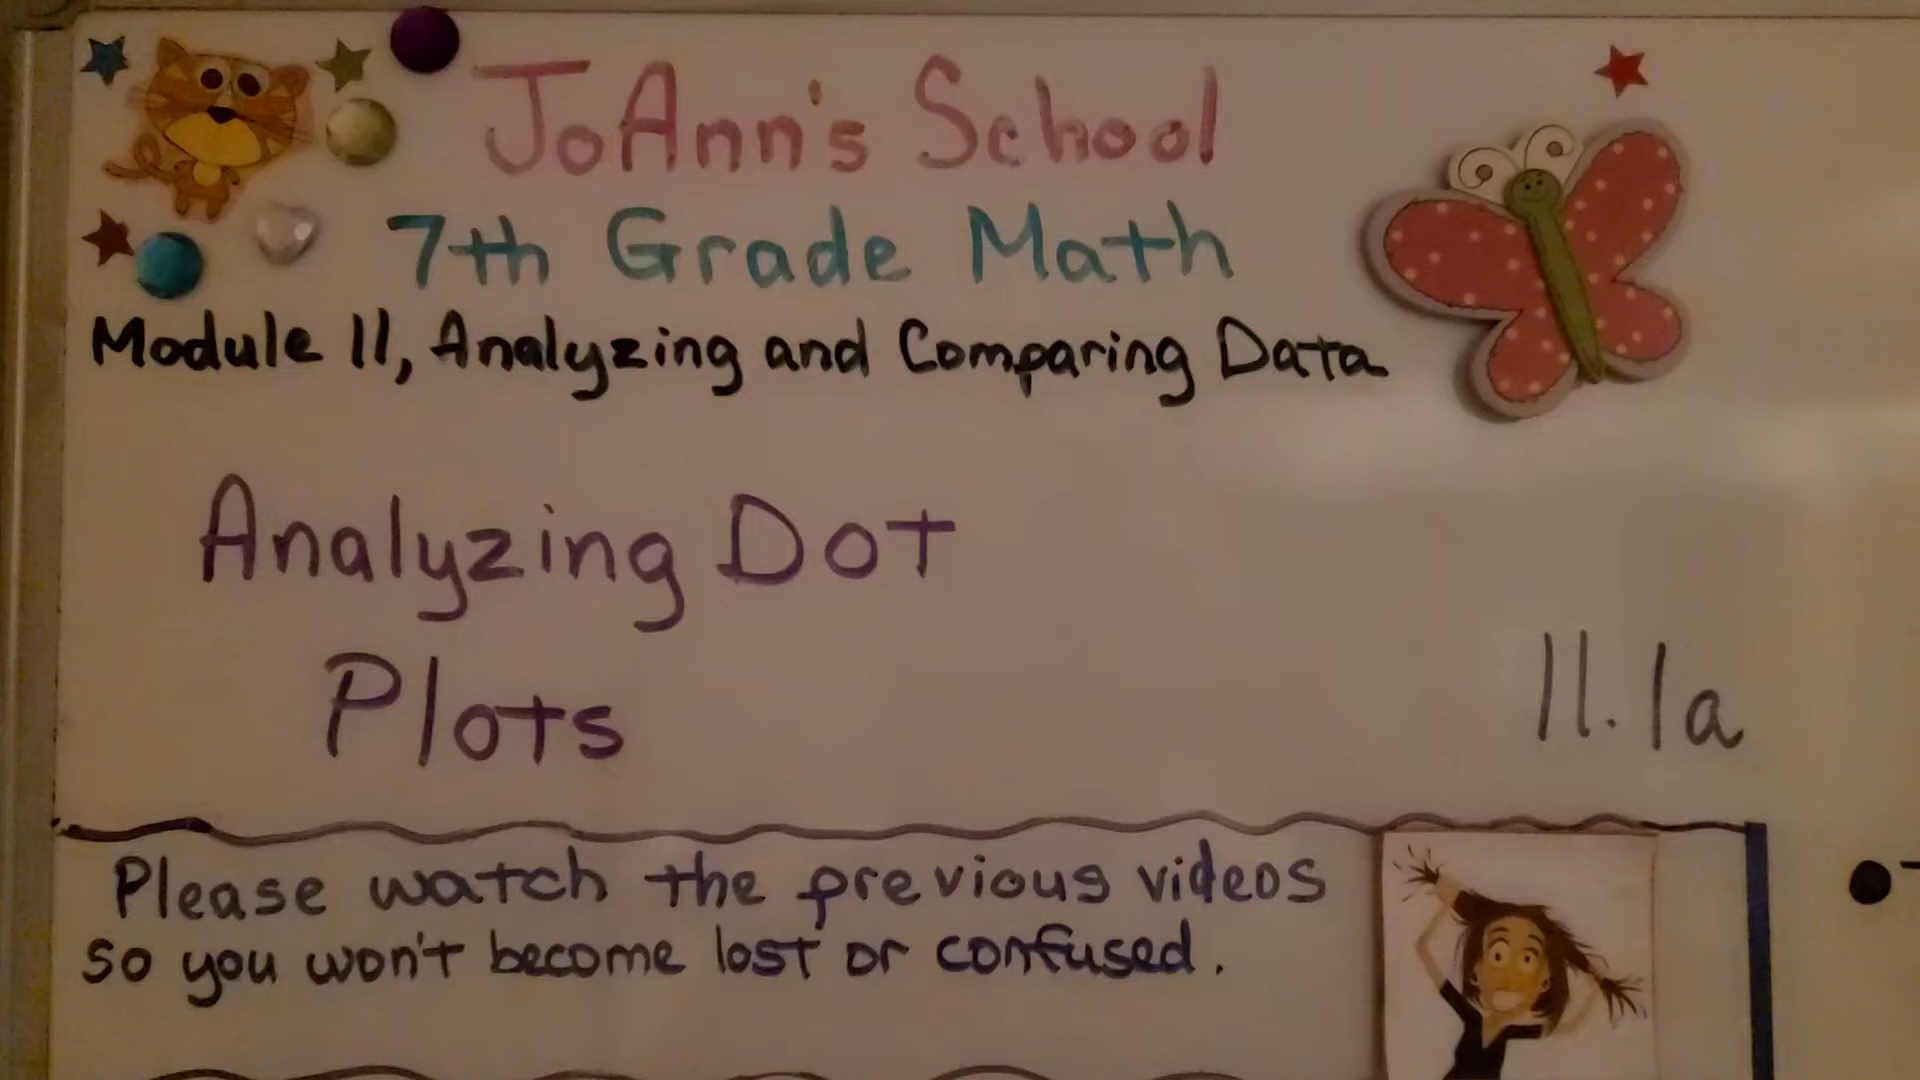 JoAnn's School
7th Grade Math
Module 11, Analyzing and Comparing Data
Analyzing Dot
Plots
11.1a
Please watch the previous videos
so you won't become lost or confused.